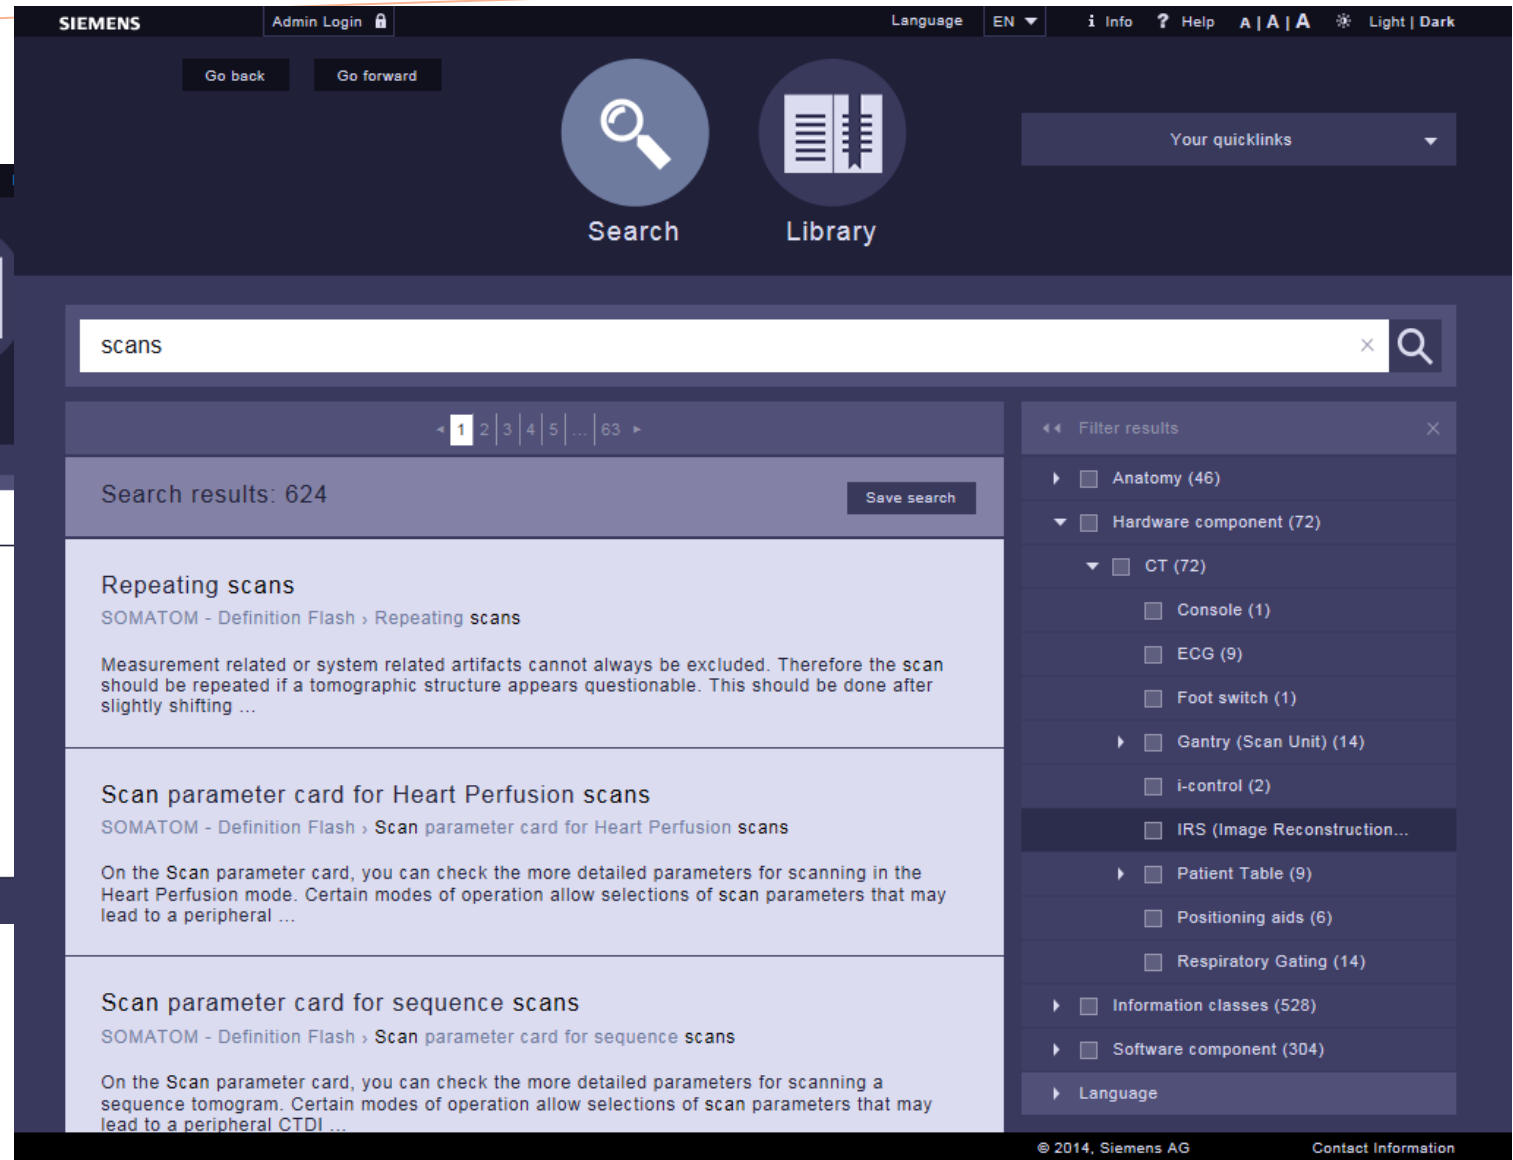 SIEMENS
Admin Login
Language
EN
i Info
? Help
A | A | A
Light | Dark
Go back
Go forward
Search
Library
Your quicklinks
scans
1 2 3 4 5 ... 63
Search results: 624
Save search
Repeating scans
SOMATOM - Definition Flash › Repeating scans
Measurement related or system related artifacts cannot always be excluded. Therefore the scan
should be repeated if a tomographic structure appears questionable. This should be done after
slightly shifting ...
Scan parameter card for Heart Perfusion scans
SOMATOM - Definition Flash › Scan parameter card for Heart Perfusion scans
On the Scan parameter card, you can check the more detailed parameters for scanning in the
Heart Perfusion mode. Certain modes of operation allow selections of scan parameters that may
lead to a peripheral ...
Scan parameter card for sequence scans
SOMATOM - Definition Flash › Scan parameter card for sequence scans
On the Scan parameter card, you can check the more detailed parameters for scanning a
sequence tomogram. Certain modes of operation allow selections of scan parameters that may
lead to a peripheral CTDI ...
Filter results
Anatomy (46)
Hardware component (72)
CT (72)
Console (1)
ECG (9)
Foot switch (1)
Gantry (Scan Unit) (14)
i-control (2)
IRS (Image Reconstruction...
Patient Table (9)
Positioning aids (6)
Respiratory Gating (14)
Information classes (528)
Software component (304)
Language
© 2014, Siemens AG
Contact Information